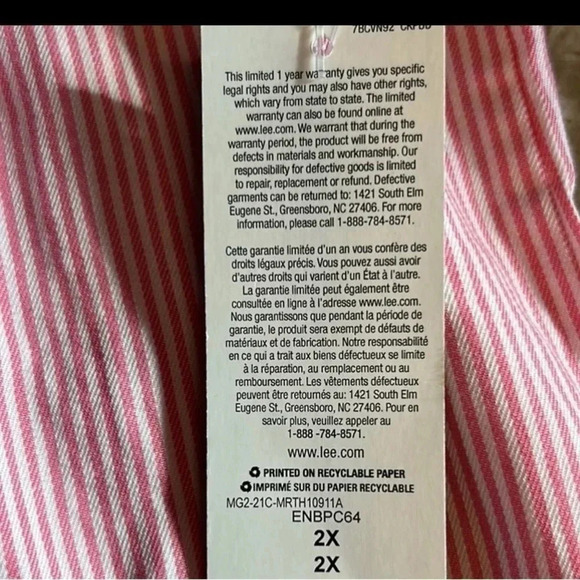 7BCVN92
This limited 1 year warranty gives you specific
legal rights and you may also have other rights,
which vary from state to state. The limited
warranty can also be found online at
www.lee.com. We warrant that during the
warranty period, the product will be free from
defects in materials and workmanship. Our
responsibility for defective goods is limited
to repair, replacement or refund. Defective
garments can be returned to: 1421 South Elm
Eugene St., Greensboro, NC 27406. For more
information, please call 1-888-784-8571.
Cette garantie limitée d'un an vous confère des
droits légaux précis. Vous pouvez aussi avoir
d'autres droits qui varient d'un État à l'autre.
La garantie limitée peut également être
consultée en ligne à l'adresse www.lee.com.
Nous garantissons que pendant la période de
garantie, le produit sera exempt de défauts de
matériaux et de fabrication. Notre responsabilité
en ce qui a trait aux biens défectueux se limite
à la réparation, au remplacement ou au
remboursement. Les vêtements défectueux
peuvent être retournés au: 1421 South Elm
Eugene St., Greensboro, NC 27406. Pour en
savoir plus, veuillez appeler au
1-888 -784-8571.
www.lee.com
PRINTED ON RECYCLABLE PAPER
IMPRIMÉ SUR DU PAPIER RECYCLABLE
MG2-21C-MRTH10911A
ENBPC64
2X
2X